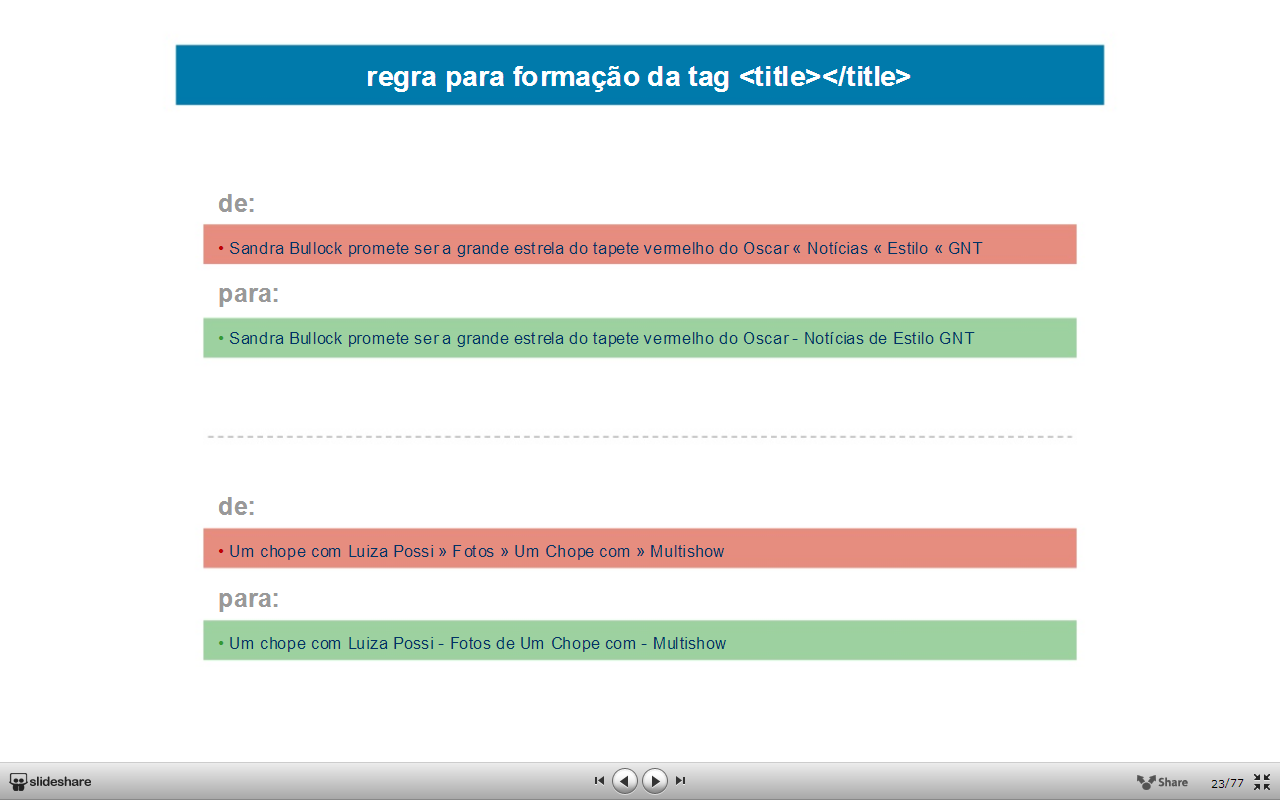 regra para formação da tag <title></title>
de:
• Sandra Bullock promete ser a grande estrela do tapete vermelho do Oscar « Notícias « Estilo « GNT
para:
• Sandra Bullock promete ser a grande estrela do tapete vermelho do Oscar - Notícias de Estilo GNT
de:
• Um chope com Luiza Possi » Fotos » Um Chope com » Multishow
para:
• Um chope com Luiza Possi - Fotos de Um Chope com - Multishow
slideshare
Share
23/77